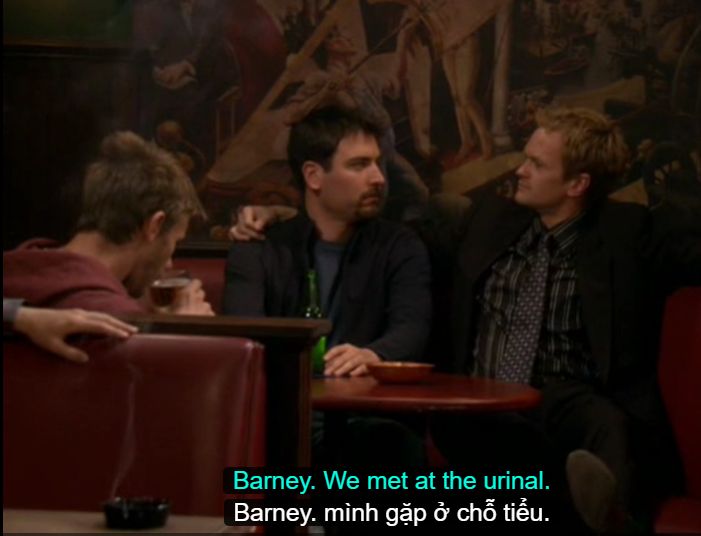 Barney. We met at the urinal.
Barney. mình gặp ở chỗ tiểu.